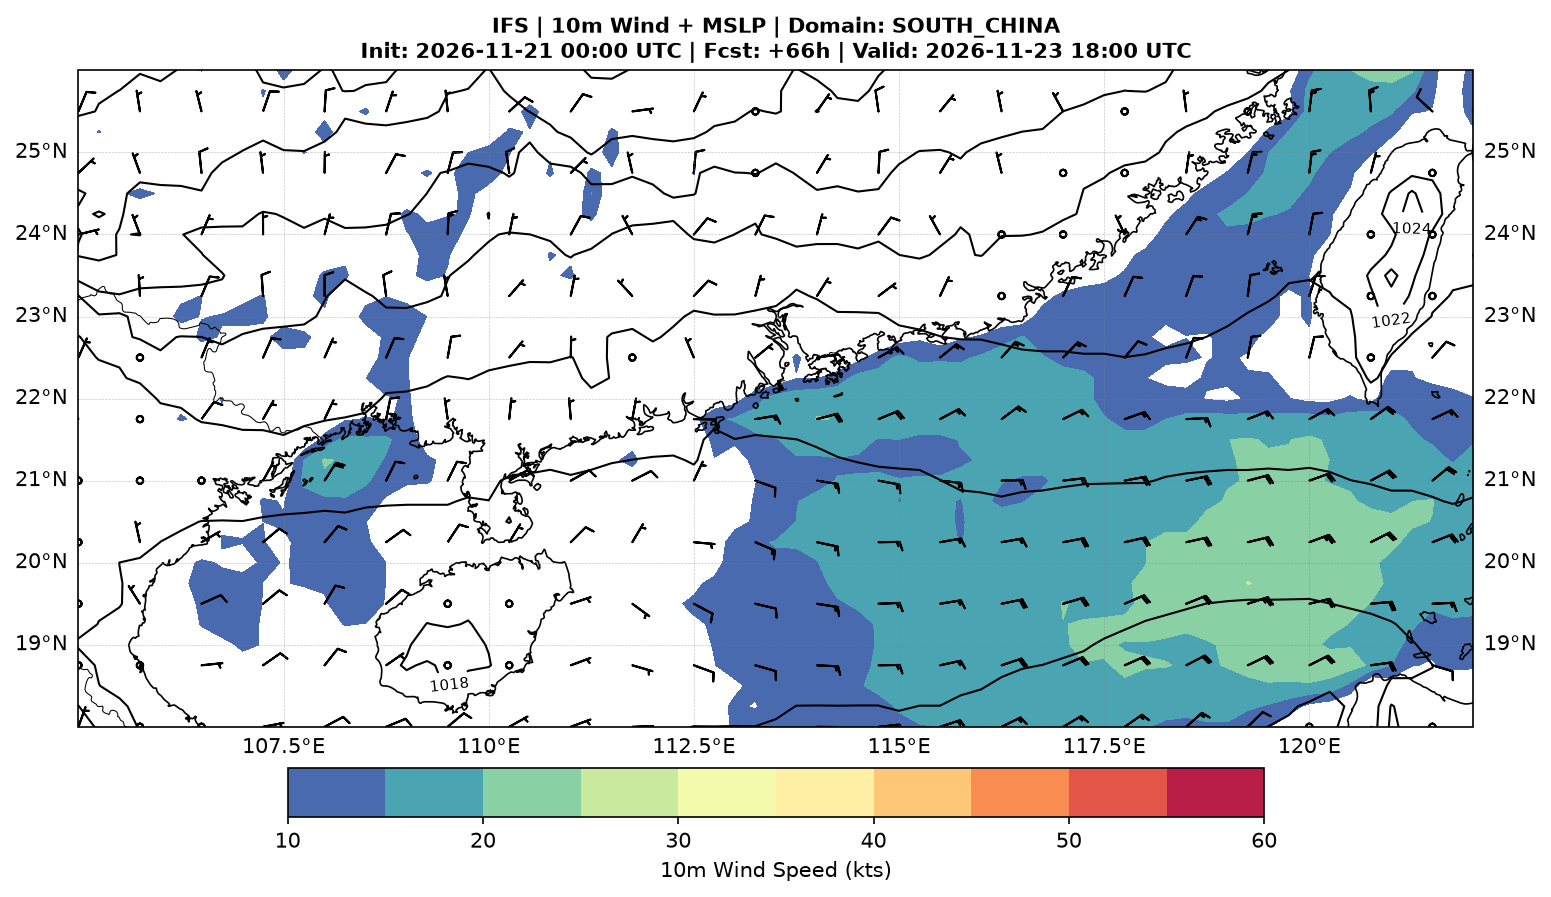 IFS | 10m Wind + MSLP | Domain: SOUTH_CHINA
Init: 2026-11-21 00:00 UTC | Fcst: +66h | Valid: 2026-11-23 18:00 UTC
25°N 25°N
24°N 24°N
1024
23°N 23°N
1022
22°N 22°N
21°N 21°N
20°N 20°N
19°N 19°N
1018
107.5°E 110°E 112.5°E 115°E 117.5°E 120°E
10 20 30 40 50 60
10m Wind Speed (kts)